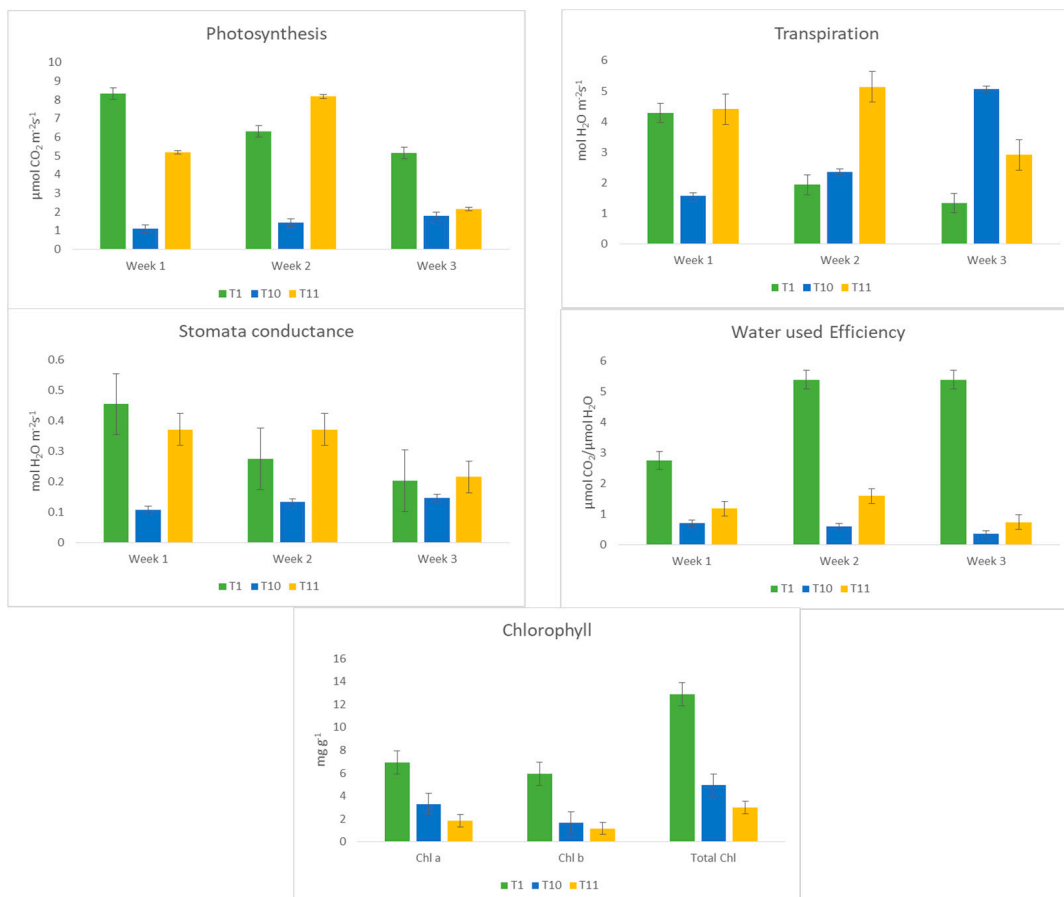 Photosynthesis
µmol CO₂ m⁻²s⁻¹
10
9
8
7
6
5
4
3
2
1
0
Week 1 Week 2 Week 3
T1 T10 T11
Transpiration
mol H₂O m⁻²s⁻¹
6
5
4
3
2
1
0
Week 1 Week 2 Week 3
T1 T10 T11
Stomata conductance
mol H₂O m⁻²s⁻¹
0.6
0.5
0.4
0.3
0.2
0.1
0
Week 1 Week 2 Week 3
T1 T10 T11
Water used Efficiency
µmol CO₂/µmol H₂O
6
5
4
3
2
1
0
Week 1 Week 2 Week 3
T1 T10 T11
Chlorophyll
mg g⁻¹
16
14
12
10
8
6
4
2
0
Chl a Chl b Total Chl
T1 T10 T11